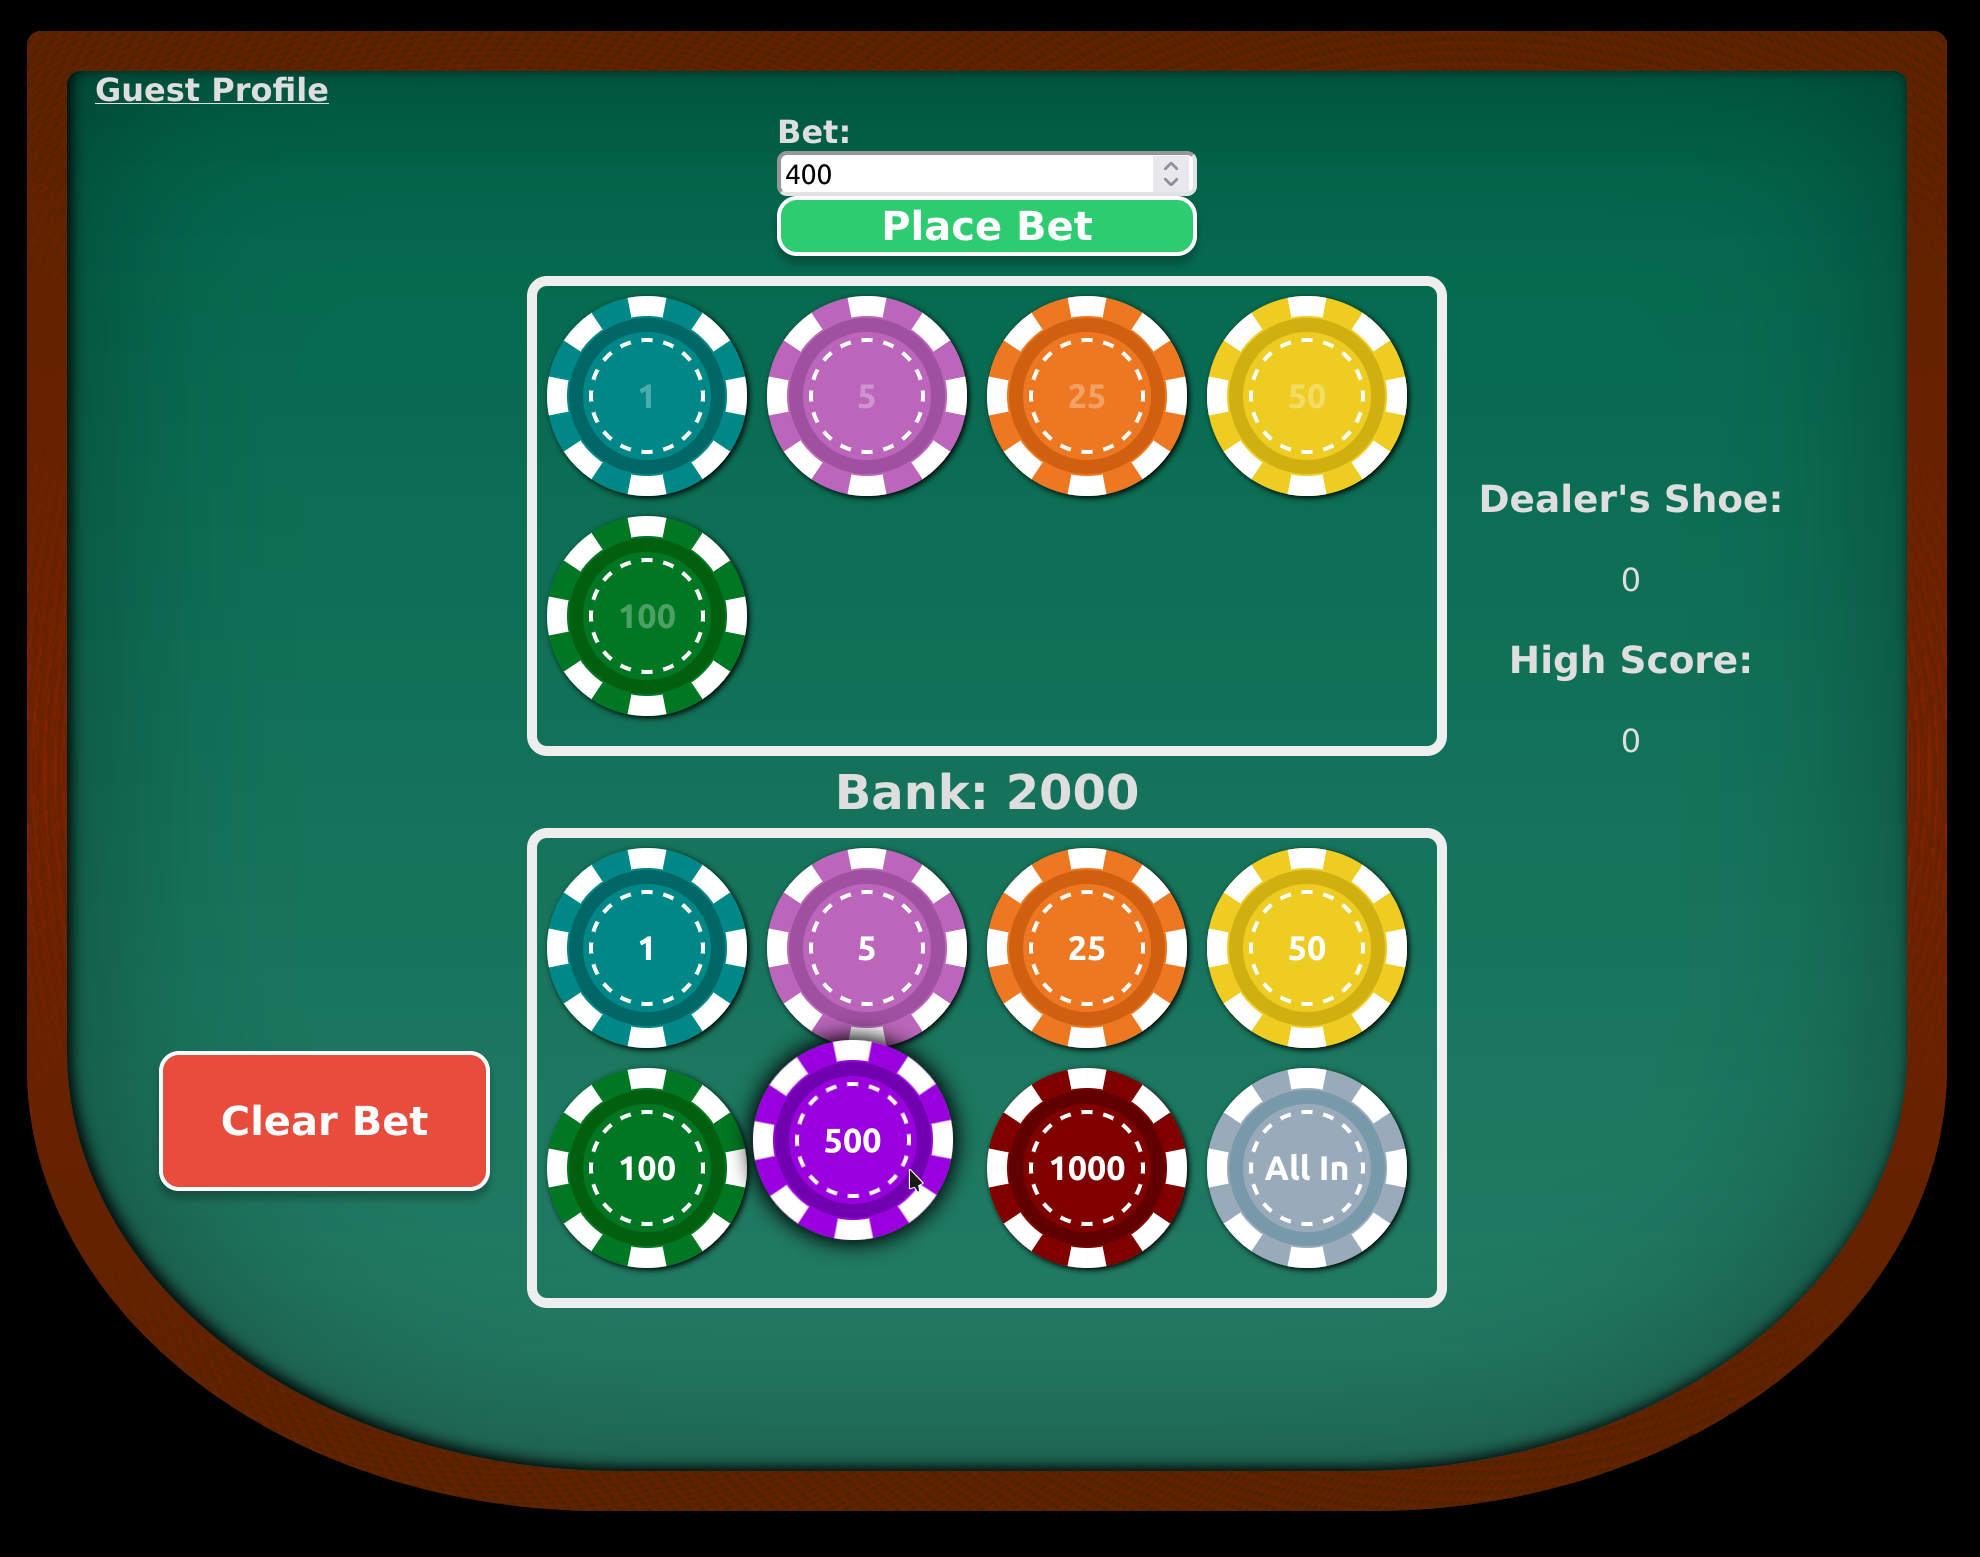 Guest Profile
Bet:
400
Place Bet
1
5
25
50
100
Dealer's Shoe:
0
High Score:
0
Bank: 2000
1
5
25
50
100
500
1000
All In
Clear Bet